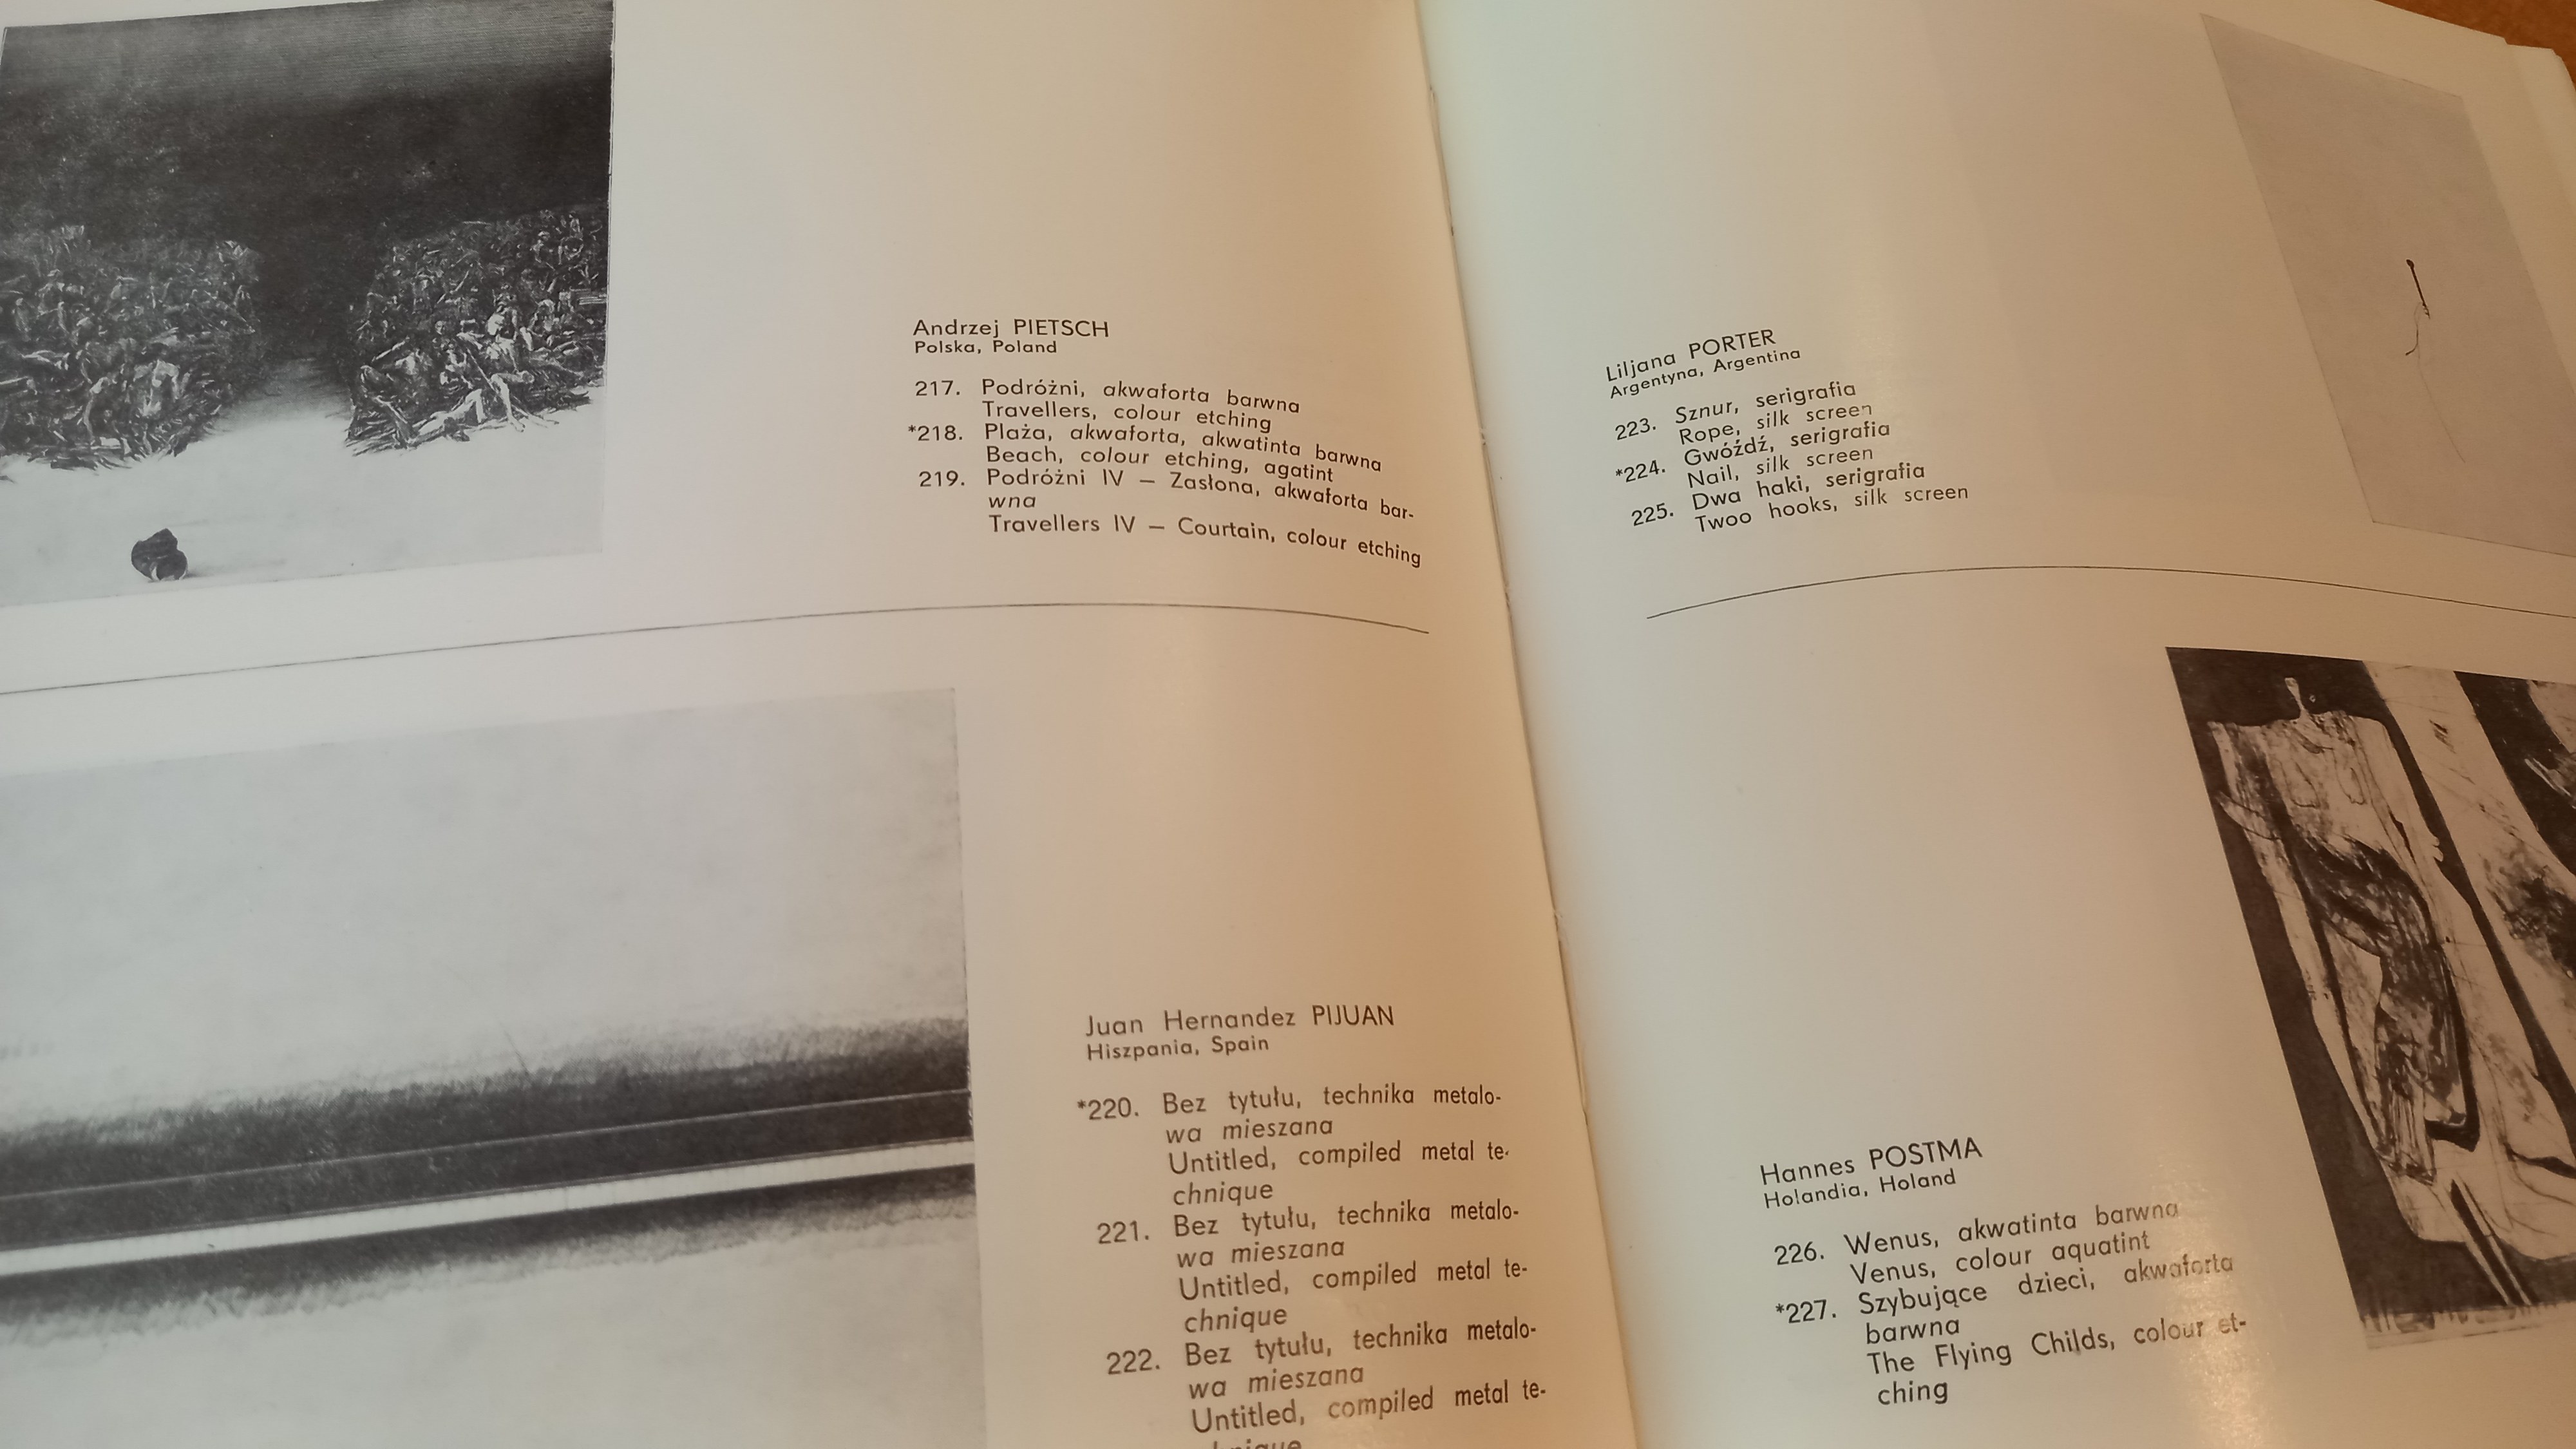 Andrzej PIETSCH
Polska, Poland
217. Podróżni, akwaforta barwna
Travellers, colour etching
*218. Plaża, akwaforta, akwatinta barwna
Beach, colour etching, agatint
219. Podróżni IV — Zasłona, akwaforta bar-
wna
Travellers IV — Courtain, colour etching
Juan Hernandez PIJUAN
Hiszpania, Spain
*220. Bez tytułu, technika metalo-
wa mieszana
Untitled, compiled metal te-
chnique
221. Bez tytułu, technika metalo-
wa mieszana
Untitled, compiled metal te-
chnique
222. Bez tytułu, technika metalo-
wa mieszana
Untitled, compiled metal te-
Liljana PORTER
Argentyna, Argentina
223. Sznur, serigrafia
Rope, silk screen
*224. Gwóźdź, serigrafia
Nail, silk screen
225. Dwa haki, serigrafia
Twoo hooks, silk screen
Hannes POSTMA
Holandia, Holand
226. Wenus, akwatinta barwna
Venus, colour aquatint
*227. Szybujące dzieci, akwaforta
barwna
The Flying Childs, colour et-
ching